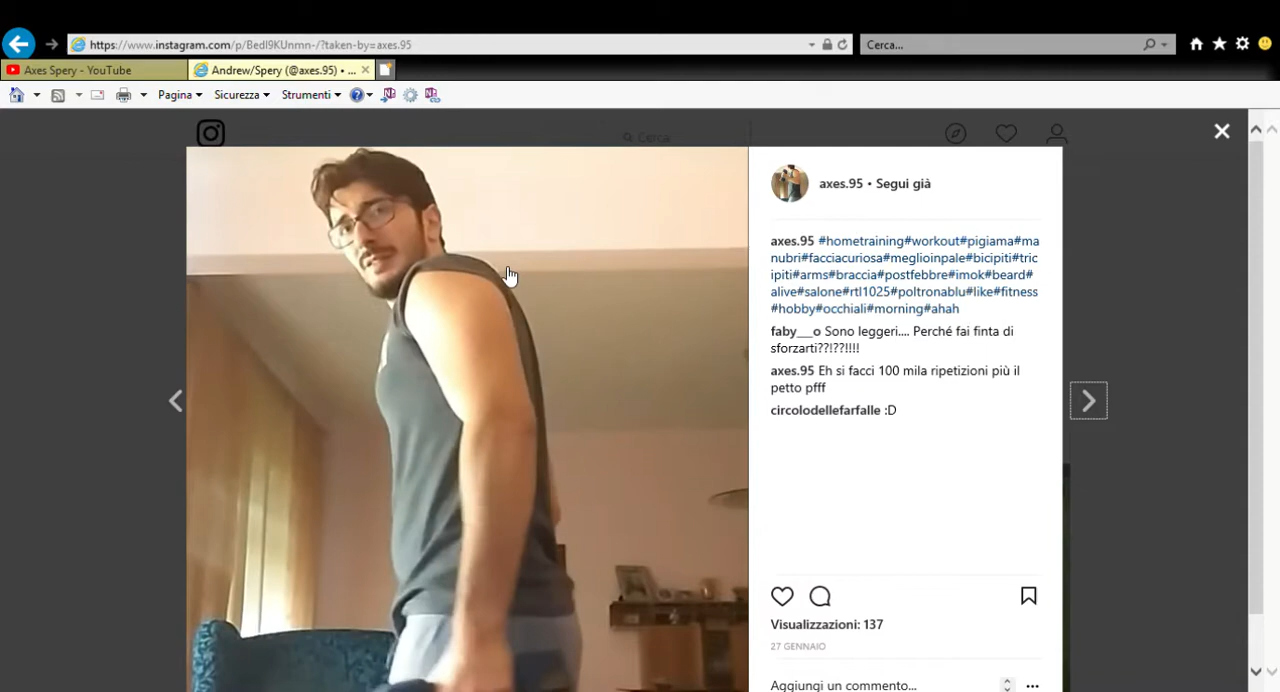 https://www.instagram.com/p/BedI9KUnmn-/?taken-by=axes.95
Cerca...
Axes Spery - YouTube
Andrew/Spery (@axes.95) • ...
Pagina
Sicurezza
Strumenti
Cerca
axes.95 • Segui già
axes.95 #hometraining#workout#pigiama#ma
nubri#facciacuriosa#meglioinpale#bicipiti#tric
ipiti#arms#braccia#postfebbre#imok#beard#
alive#salone#rtl1025#poltronablu#like#fitness
#hobby#occhiali#morning#ahah
faby___o Sono leggeri.... Perché fai finta di
sforzarti??!??!!!!
axes.95 Eh si facci 100 mila ripetizioni più il
petto pfff
circolodellefarfalle :D
Visualizzazioni: 137
27 GENNAIO
Aggiungi un commento...